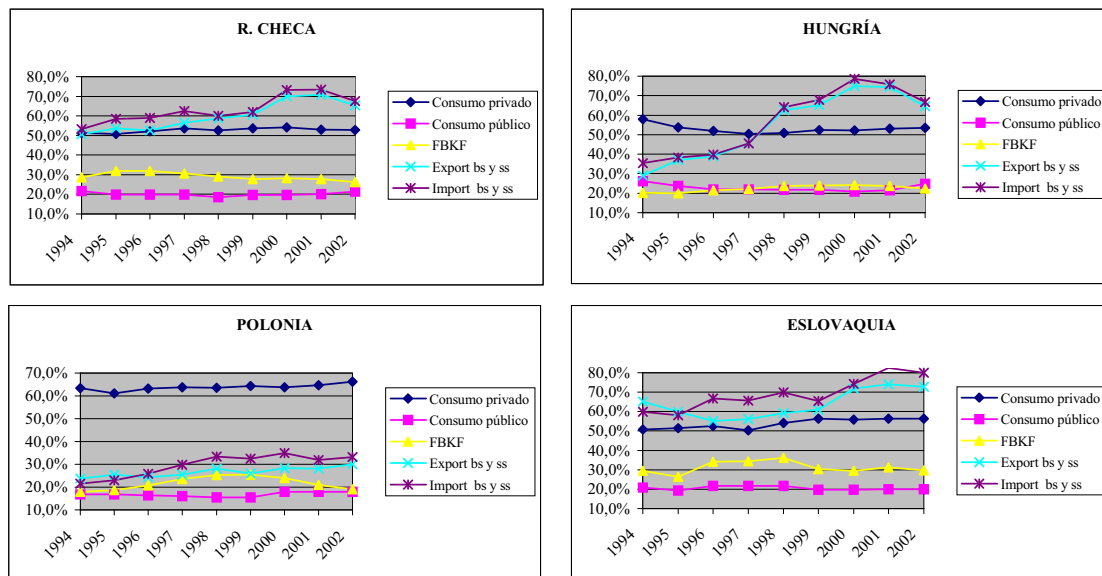 R. CHECA
80,0%
70,0%
60,0%
50,0%
40,0%
30,0%
20,0%
10,0%
1994
1995
1996
1997
1998
1999
2000
2001
2002
Consumo privado
Consumo público
FBKF
Export bs y ss
Import bs y ss
HUNGRÍA
80,0%
70,0%
60,0%
50,0%
40,0%
30,0%
20,0%
10,0%
1994
1995
1996
1997
1998
1999
2000
2001
2002
Consumo privado
Consumo público
FBKF
Export bs y ss
Import bs y ss
POLONIA
70,0%
60,0%
50,0%
40,0%
30,0%
20,0%
10,0%
1994
1995
1996
1997
1998
1999
2000
2001
2002
Consumo privado
Consumo público
FBKF
Export bs y ss
Import bs y ss
ESLOVAQUIA
80,0%
70,0%
60,0%
50,0%
40,0%
30,0%
20,0%
10,0%
1994
1995
1996
1997
1998
1999
2000
2001
2002
Consumo privado
Consumo público
FBKF
Export bs y ss
Import bs y ss